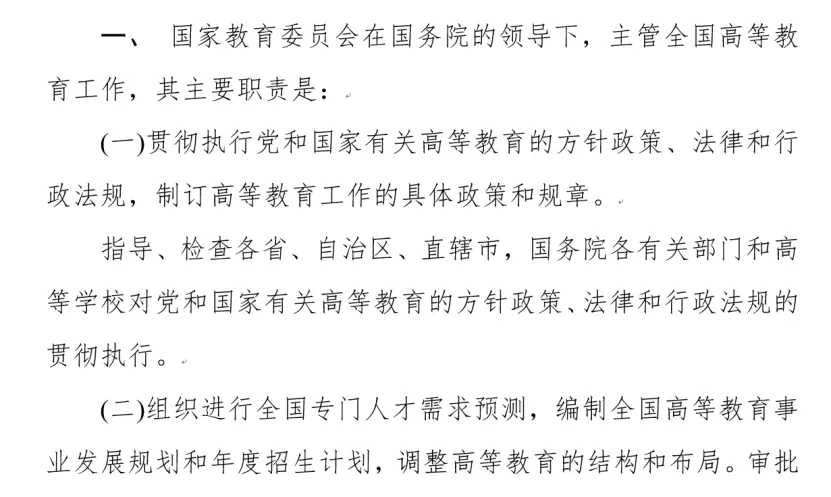 一、 国家教育委员会在国务院的领导下，主管全国高等教
育工作，其主要职责是：
(一)贯彻执行党和国家有关高等教育的方针政策、法律和行
政法规，制订高等教育工作的具体政策和规章。
指导、检查各省、自治区、直辖市，国务院各有关部门和高
等学校对党和国家有关高等教育的方针政策、法律和行政法规的
贯彻执行。
(二)组织进行全国专门人才需求预测，编制全国高等教育事
业发展规划和年度招生计划，调整高等教育的结构和布局。审批